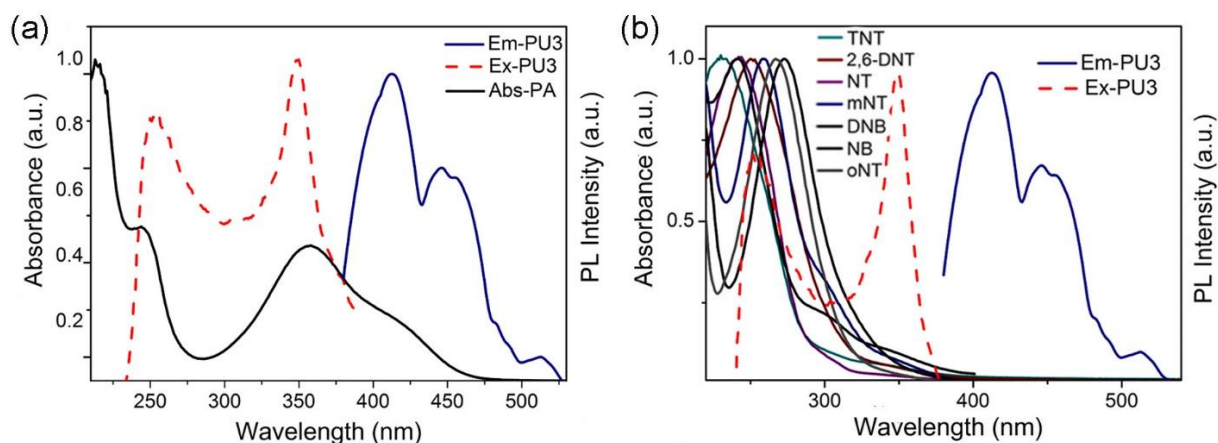 (a)
Em-PU3
Ex-PU3
Abs-PA
1.0
0.8
0.6
0.4
0.2
Absorbance (a.u.)
PL Intensity (a.u.)
250 300 350 400 450 500
Wavelength (nm)
(b)
TNT
2,6-DNT
NT
mNT
DNB
NB
oNT
Em-PU3
Ex-PU3
1.0
0.5
Absorbance (a.u.)
PL Intensity (a.u.)
300 400 500
Wavelength (nm)